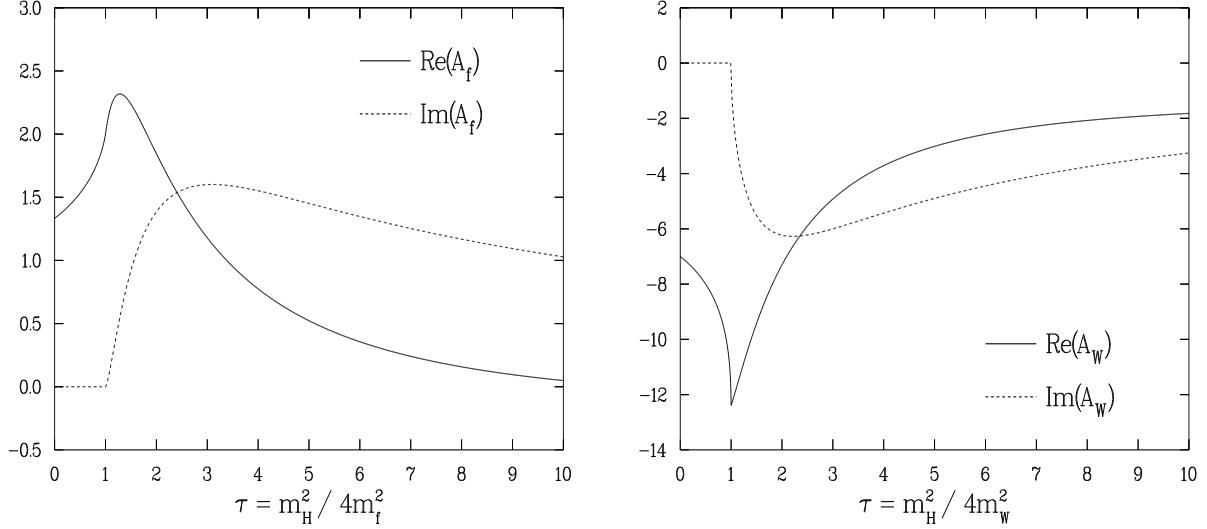 3.0
2.5
2.0
1.5
1.0
0.5
0.0
−0.5
0 1 2 3 4 5 6 7 8 9 10
Re(A_f)
Im(A_f)
τ = m_H^2 / 4m_f^2
2
0
−2
−4
−6
−8
−10
−12
−14
0 1 2 3 4 5 6 7 8 9 10
Re(A_W)
Im(A_W)
τ = m_H^2 / 4m_W^2